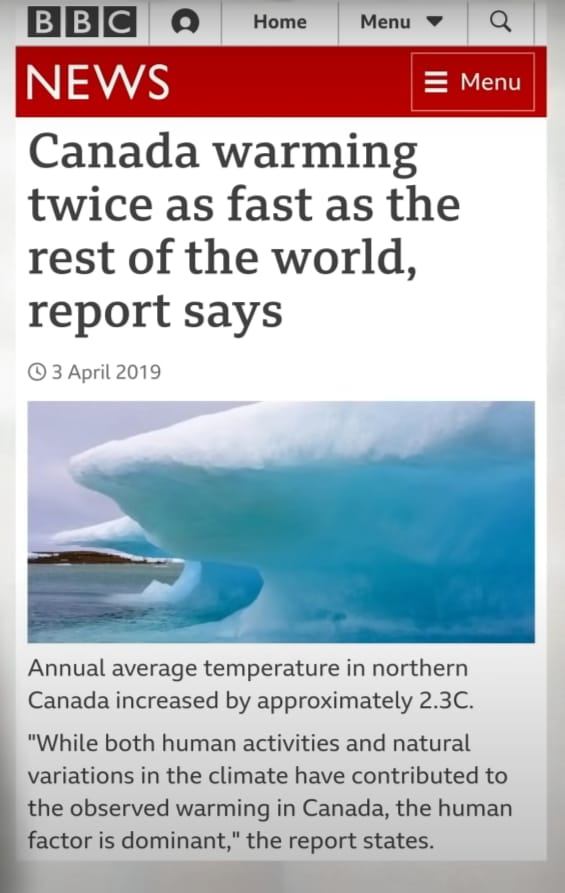 BBC Home Menu
NEWS Menu
Canada warming
twice as fast as the
rest of the world,
report says
3 April 2019
Annual average temperature in northern
Canada increased by approximately 2.3C.
"While both human activities and natural
variations in the climate have contributed to
the observed warming in Canada, the human
factor is dominant," the report states.